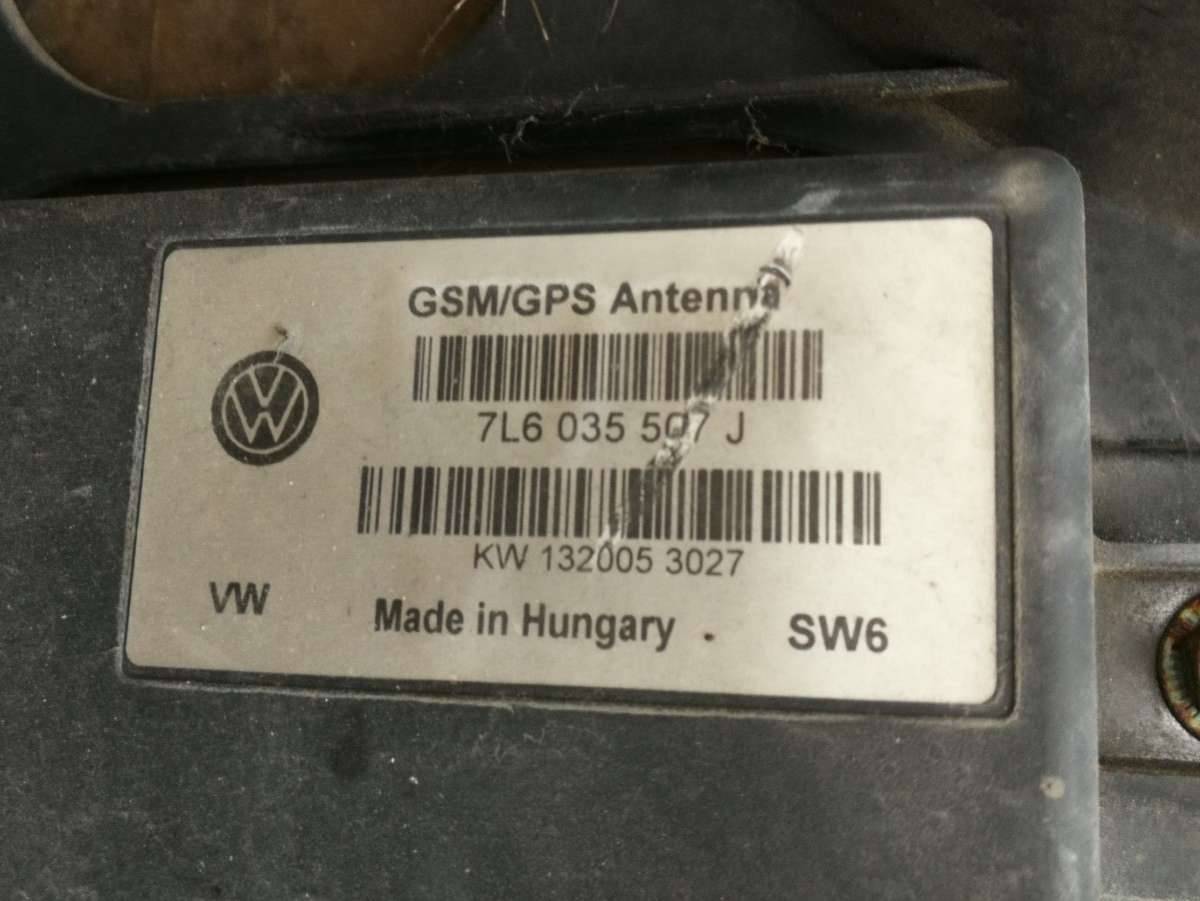 GSM/GPS Antenna
7L6 035 507 J
KW 132005 3027
VW Made in Hungary . SW6